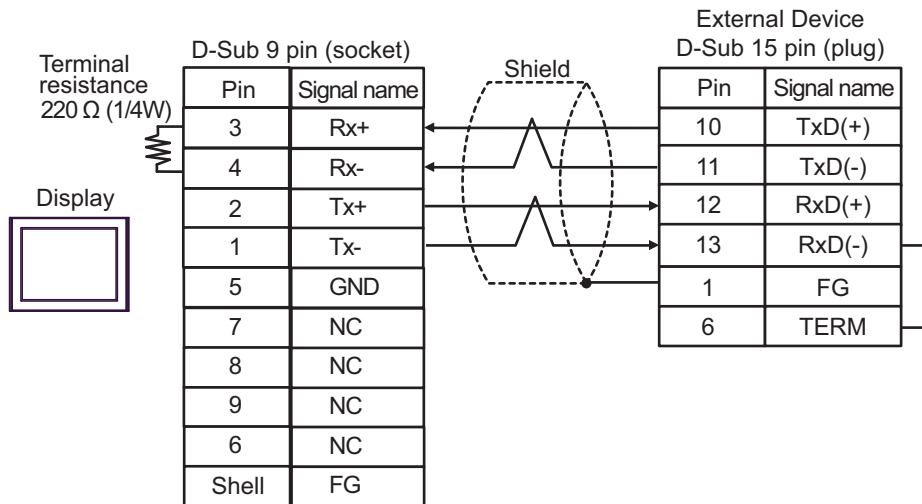 External Device
D-Sub 9 pin (socket)
D-Sub 15 pin (plug)
Terminal
resistance
220 Ω (1/4W)
Shield
Display
Pin Signal name
3 Rx+
4 Rx-
2 Tx+
1 Tx-
5 GND
7 NC
8 NC
9 NC
6 NC
Shell FG
Pin Signal name
10 TxD(+)
11 TxD(-)
12 RxD(+)
13 RxD(-)
1 FG
6 TERM